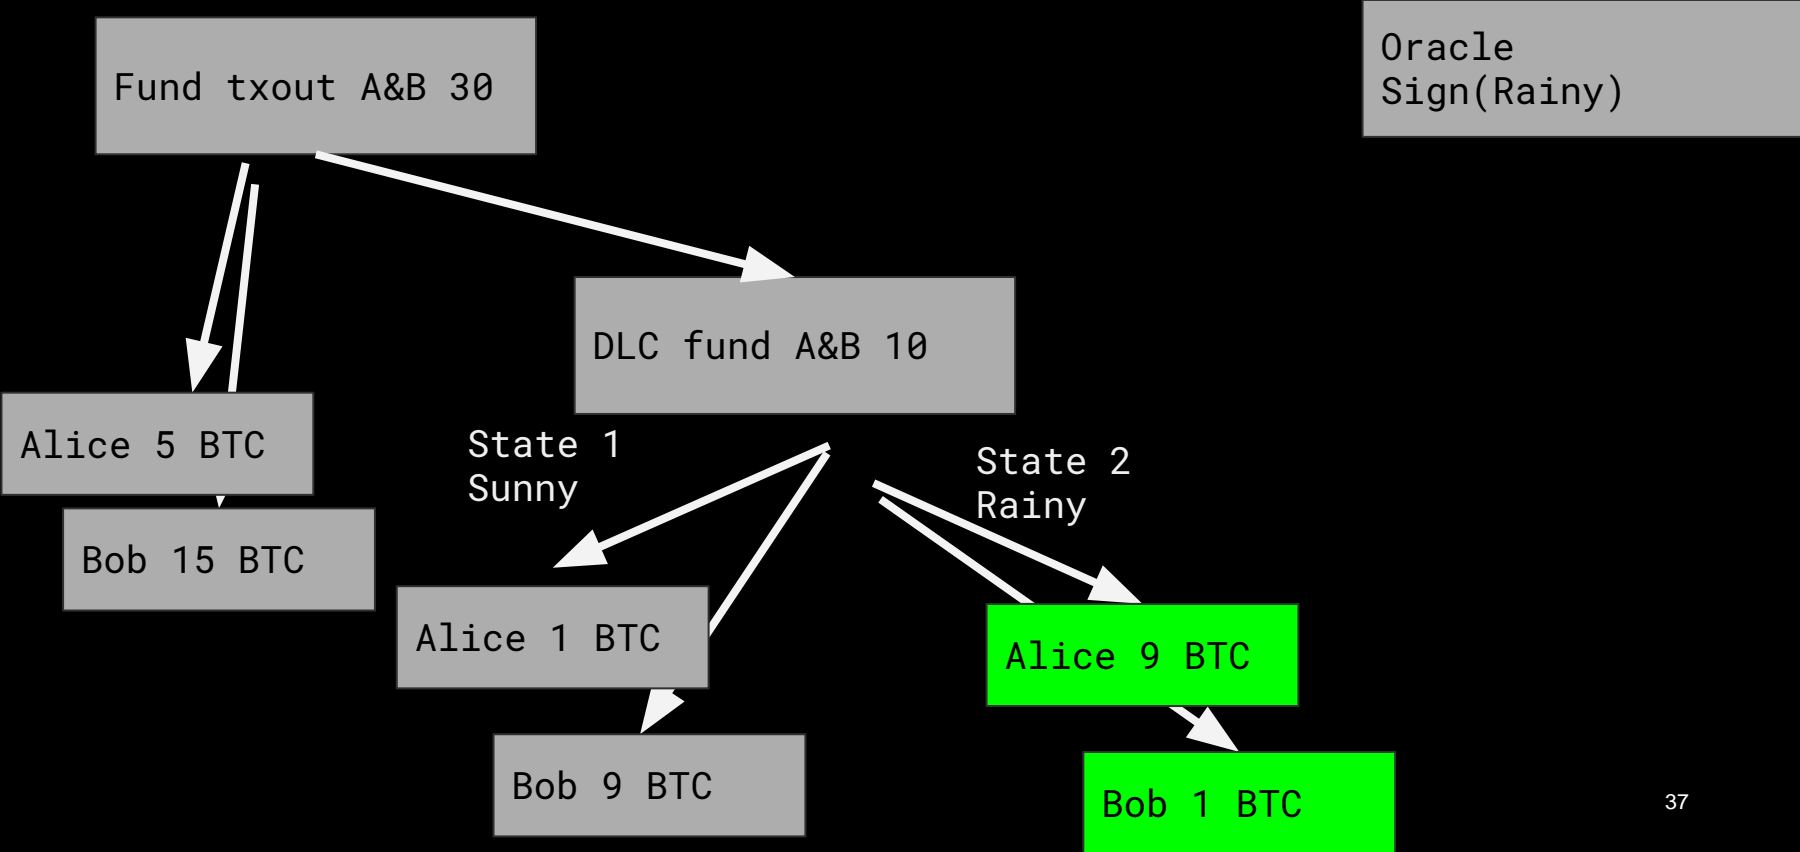 Fund txout A&B 30
Oracle
Sign(Rainy)
DLC fund A&B 10
Alice 5 BTC
Bob 15 BTC
State 1
Sunny
State 2
Rainy
Alice 1 BTC
Bob 9 BTC
Alice 9 BTC
Bob 1 BTC
37